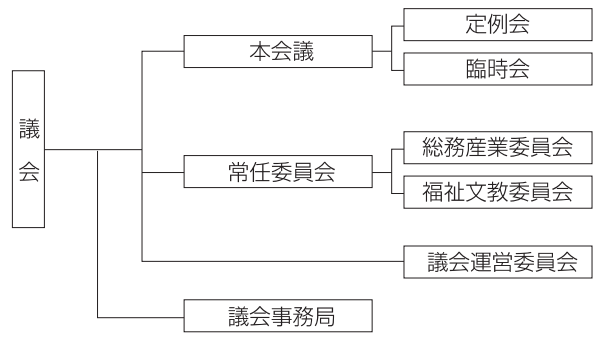 議会
本会議
定例会
臨時会
常任委員会
総務産業委員会
福祉文教委員会
議会運営委員会
議会事務局